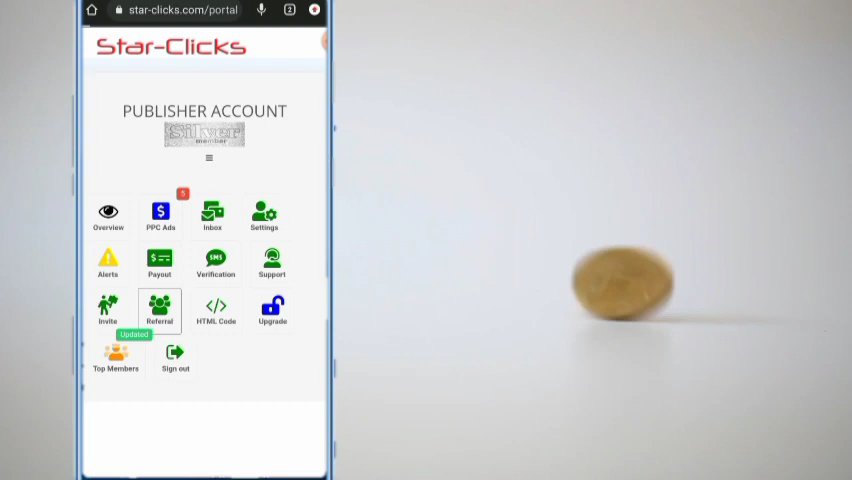 star-clicks.com/portal
2
Star-Clicks
PUBLISHER ACCOUNT
Silver
member
5
Overview
PPC Ads
Inbox
Settings
Alerts
Payout
SMS
Verification
Support
Invite
Referral
HTML Code
Upgrade
Updated
Top Members
Sign out